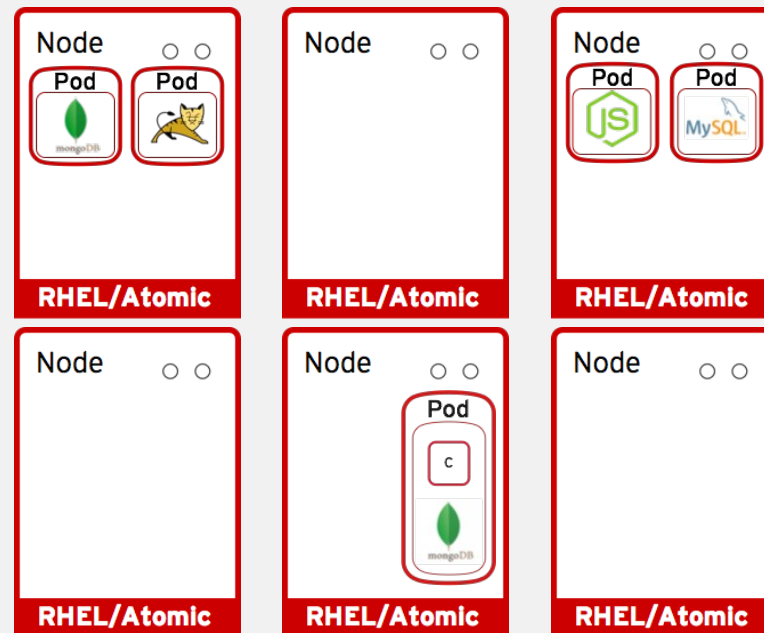 Node
Pod
mongoDB
Pod
RHEL/Atomic
Node
RHEL/Atomic
Node
Pod
JS
Pod
MySQL
RHEL/Atomic
Node
RHEL/Atomic
Node
Pod
c
mongoDB
RHEL/Atomic
Node
RHEL/Atomic